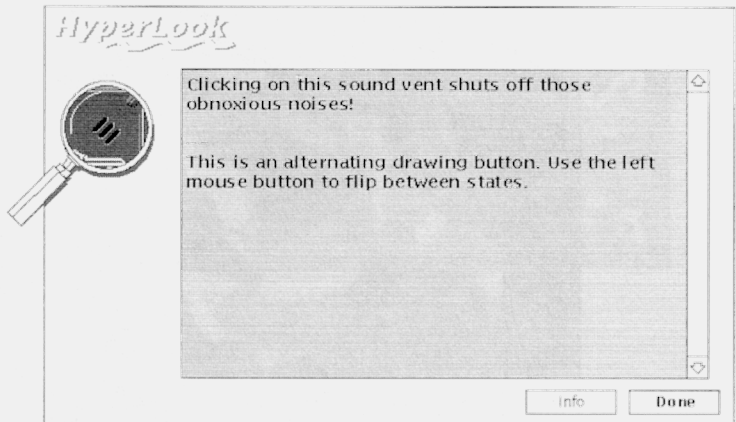 HyperLook
Clicking on this sound vent shuts off those
obnoxious noises!
This is an alternating drawing button. Use the left
mouse button to flip between states.
Info
Done